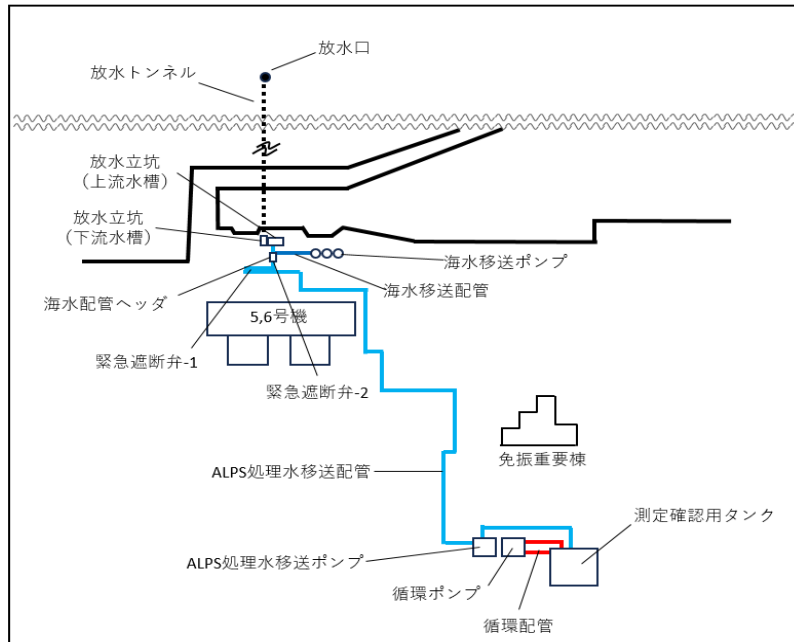 放水口
放水トンネル
放水立坑
（上流水槽）
放水立坑
（下流水槽）
海水移送ポンプ
海水移送配管
海水配管ヘッダ
5,6号機
緊急遮断弁-1
緊急遮断弁-2
免振重要棟
ALPS処理水移送配管
測定確認用タンク
ALPS処理水移送ポンプ
循環ポンプ
循環配管